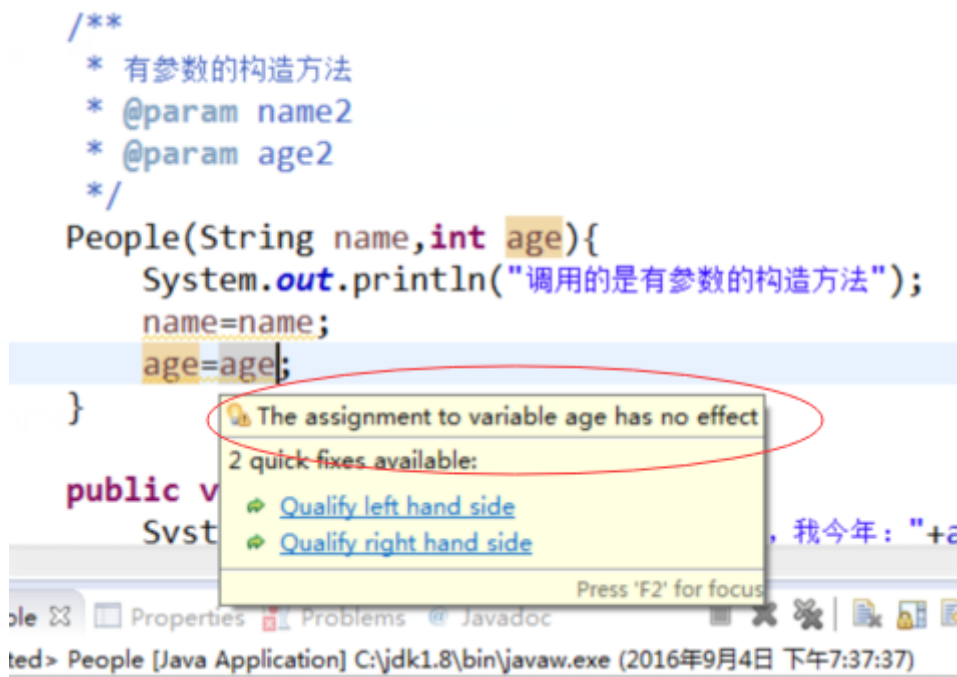 /**
* 有参数的构造方法
* @param name2
* @param age2
*/
People(String name,int age){
System.out.println("调用的是有参数的构造方法");
name=name;
age=age;
}
The assignment to variable age has no effect
2 quick fixes available:
public v
Qualify left hand side
Syst
,我今年："+a
Qualify right hand side
Press 'F2' for focus
Properties Problems @ Javadoc
ted> People [Java Application] C:\jdk1.8\bin\javaw.exe (2016年9月4日 下午7:37:37)